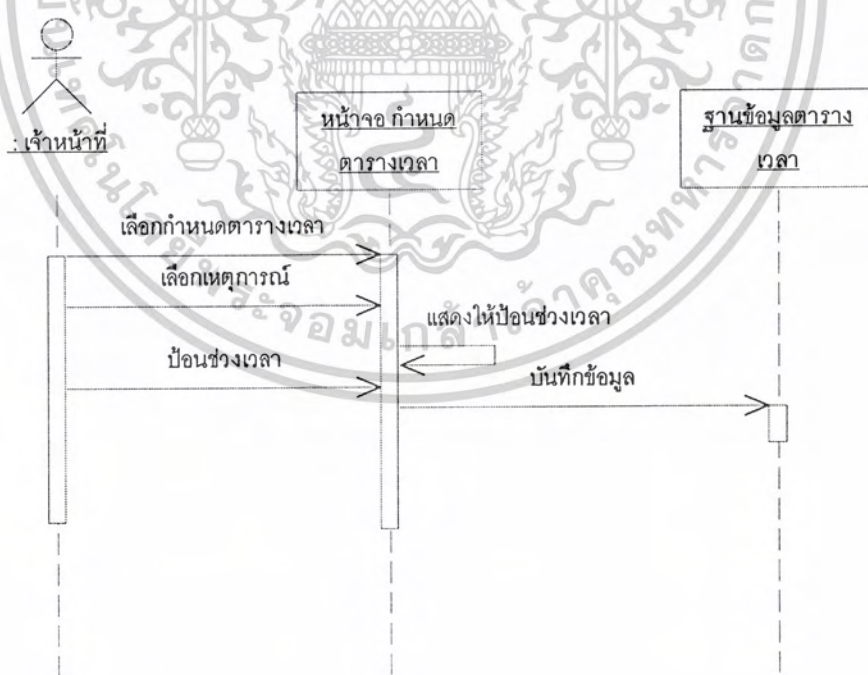 : เจ้าหน้าที่
หน้าจอ กำหนด
ตารางเวลา
ฐานข้อมูลตาราง
เวลา
เลือกกำหนดตารางเวลา
เลือกเหตุการณ์
แสดงให้ป้อนช่วงเวลา
ป้อนช่วงเวลา
บันทึกข้อมูล